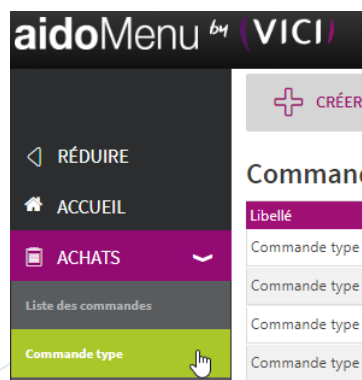 aidoMenu by (VICI)
CRÉER
RÉDUIRE
Comman
ACCUEIL
Libellé
ACHATS
Commande type
Liste des commandes
Commande type
Commande type
Commande type
Commande type